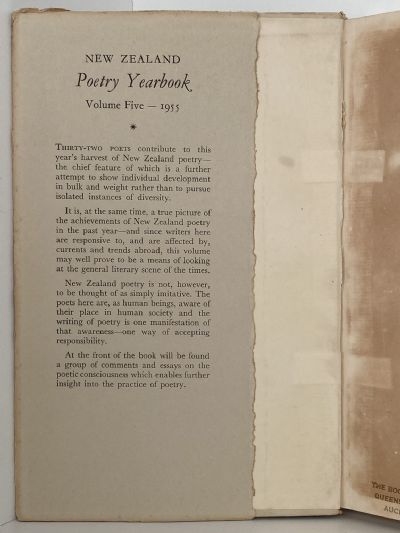 NEW ZEALAND
Poetry Yearbook
Volume Five — 1955
*
THIRTY-TWO POETS contribute to this
year's harvest of New Zealand poetry—
the chief feature of which is a further
attempt to show individual development
in bulk and weight rather than to pursue
isolated instances of diversity.
It is, at the same time, a true picture of
the achievements of New Zealand poetry
in the past year—and since writers here
are responsive to, and are affected by,
currents and trends abroad, this volume
may well prove to be a means of looking
at the general literary scene of the times.
New Zealand poetry is not, however,
to be thought of as simply imitative. The
poets here are, as human beings, aware of
their place in human society and the
writing of poetry is one manifestation of
that awareness—one way of accepting
responsibility.
At the front of the book will be found
a group of comments and essays on the
poetic consciousness which enables further
insight into the practice of poetry.
THE BOO
QUEENS
AUC